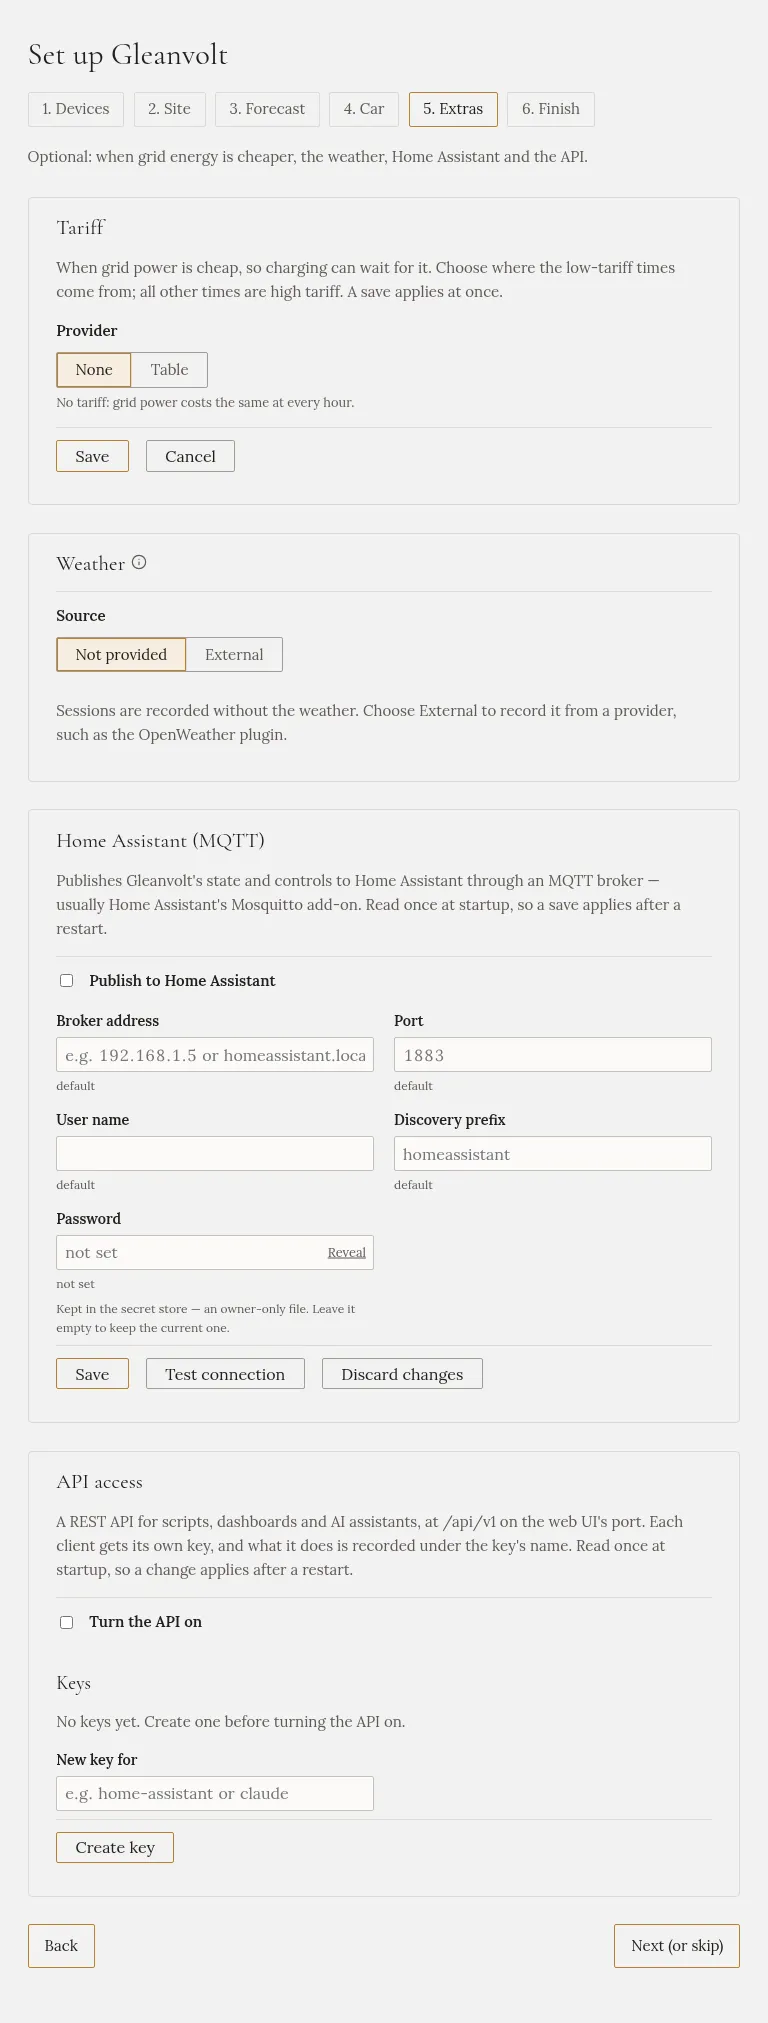 Set up Gleanvolt
1. Devices
2. Site
3. Forecast
4. Car
5. Extras
6. Finish
Optional: when grid energy is cheaper, the weather, Home Assistant and the API.
Tariff
When grid power is cheap, so charging can wait for it. Choose where the low-tariff times
come from; all other times are high tariff. A save applies at once.
Provider
None
Table
No tariff: grid power costs the same at every hour.
Save
Cancel
Weather
Source
Not provided
External
Sessions are recorded without the weather. Choose External to record it from a provider,
such as the OpenWeather plugin.
Home Assistant (MQTT)
Publishes Gleanvolt's state and controls to Home Assistant through an MQTT broker —
usually Home Assistant's Mosquitto add-on. Read once at startup, so a save applies after a
restart.
Publish to Home Assistant
Broker address
Port
e.g. 192.168.1.5 or homeassistant.loca
1883
default
default
User name
Discovery prefix
homeassistant
default
default
Password
not set
Reveal
not set
Kept in the secret store — an owner-only file. Leave it
empty to keep the current one.
Save
Test connection
Discard changes
API access
A REST API for scripts, dashboards and AI assistants, at /api/v1 on the web UI's port. Each
client gets its own key, and what it does is recorded under the key's name. Read once at
startup, so a change applies after a restart.
Turn the API on
Keys
No keys yet. Create one before turning the API on.
New key for
e.g. home-assistant or claude
Create key
Back
Next (or skip)